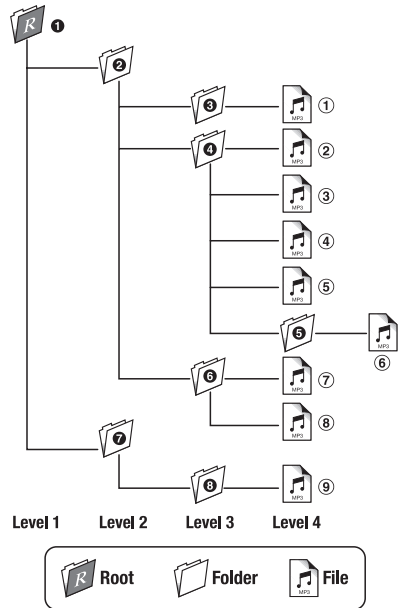 R ❶
❷
❸ MP3 ①
❹ MP3 ②
MP3 ③
MP3 ④
MP3 ⑤
❺ MP3
⑥
❻ MP3 ⑦
MP3 ⑧
❼
❽ MP3 ⑨
Level 1 Level 2 Level 3 Level 4
R Root Folder MP3 File